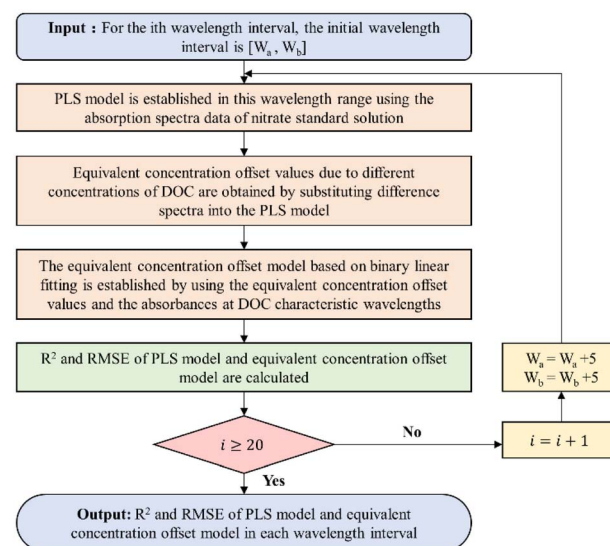 Input : For the ith wavelength interval, the initial wavelength
interval is [Wa , Wb]
PLS model is established in this wavelength range using the
absorption spectra data of nitrate standard solution
Equivalent concentration offset values due to different
concentrations of DOC are obtained by substituting difference
spectra into the PLS model
The equivalent concentration offset model based on binary linear
fitting is established by using the equivalent concentration offset
values and the absorbances at DOC characteristic wavelengths
R² and RMSE of PLS model and equivalent concentration offset
model are calculated
Wa = Wa +5
Wb = Wb +5
i ≥ 20
No
i = i + 1
Yes
Output: R² and RMSE of PLS model and equivalent
concentration offset model in each wavelength interval